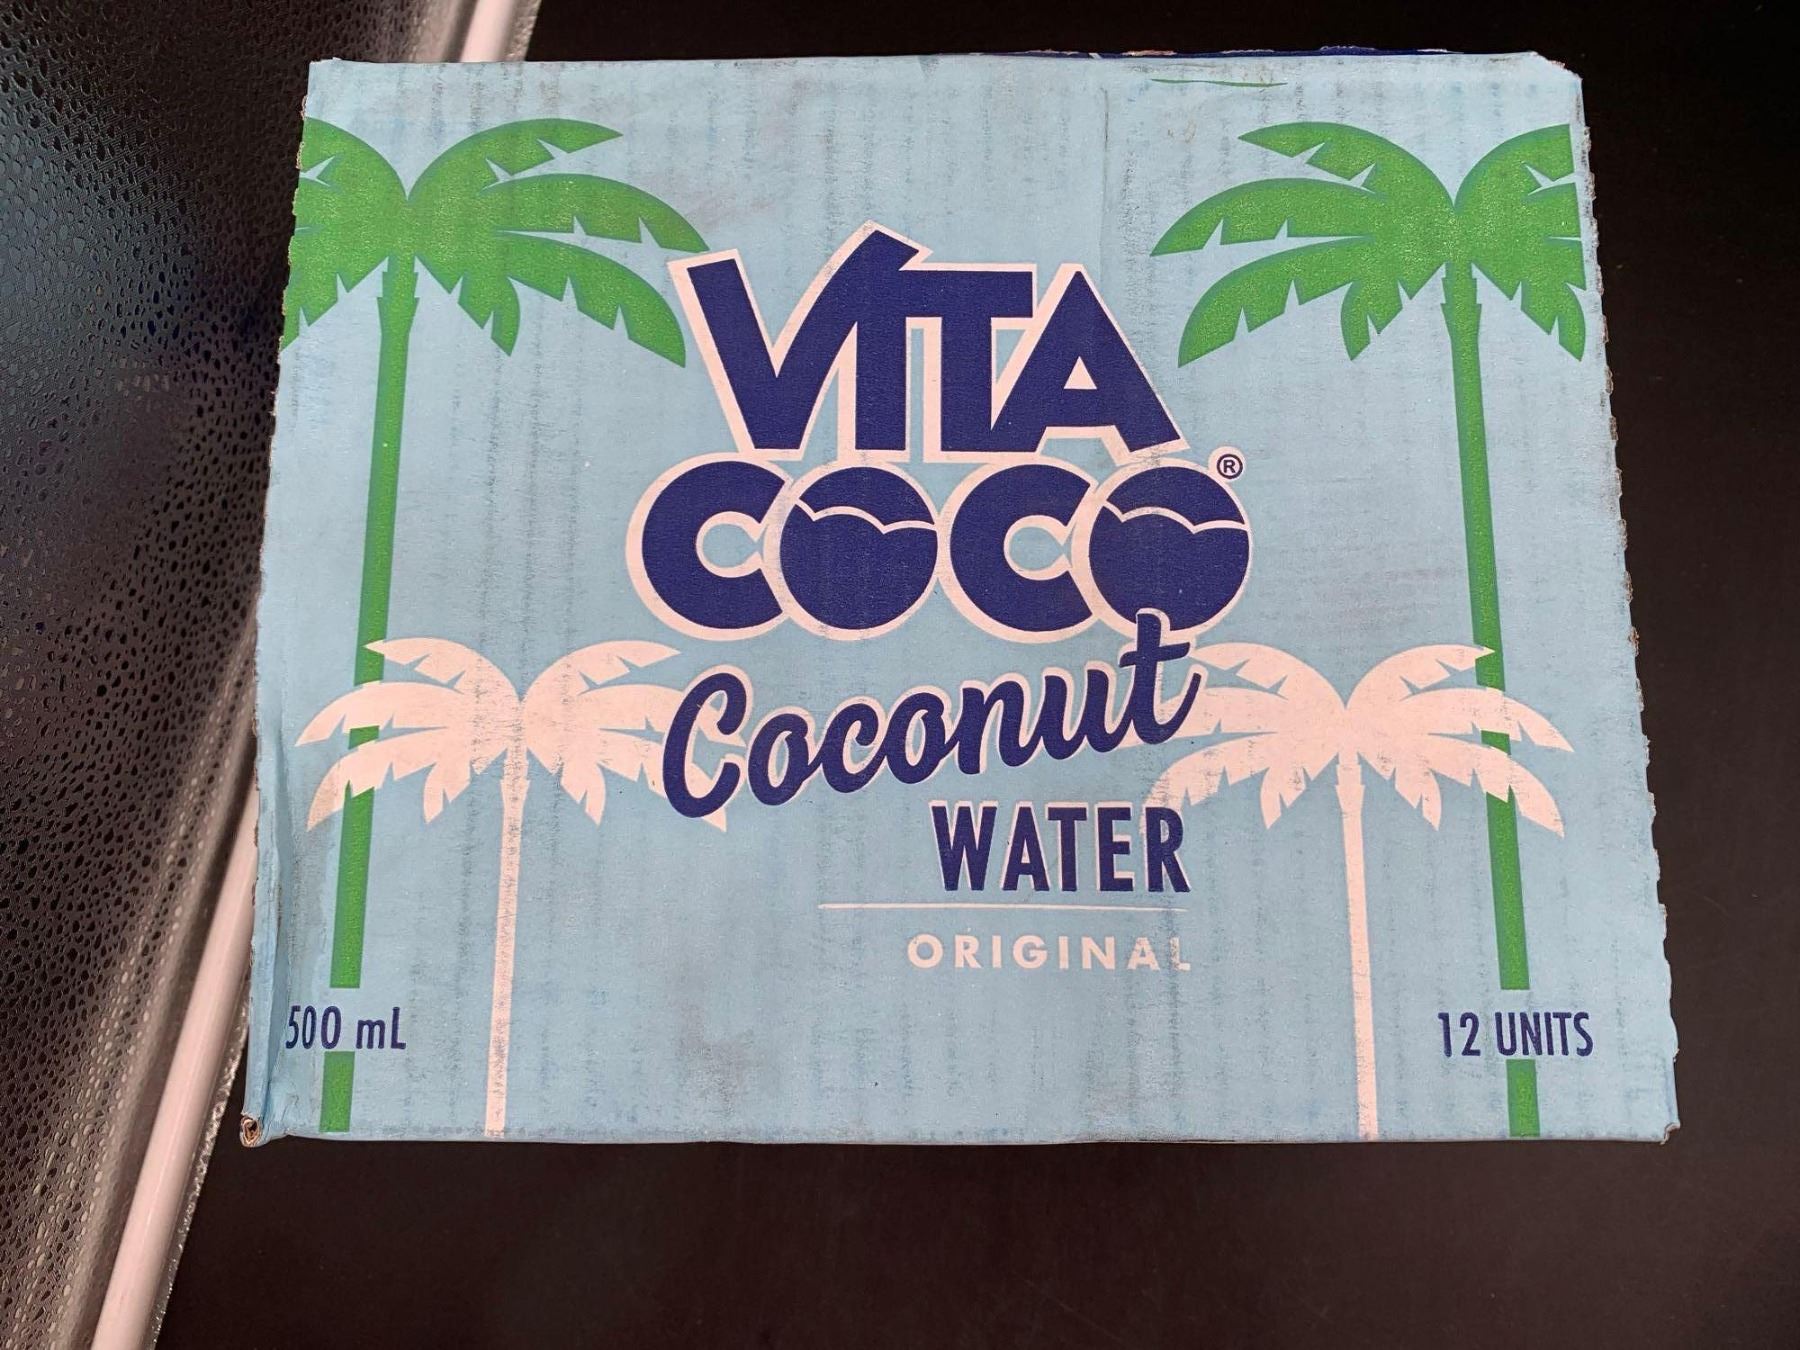 VITA
COCO®
Coconut
WATER
ORIGINAL
500 mL
12 UNITS